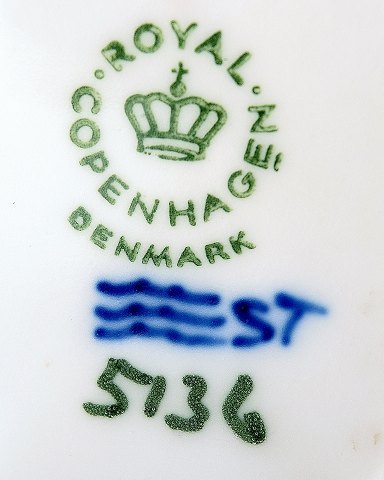 ROYAL COPENHAGEN
DENMARK
ST
5136